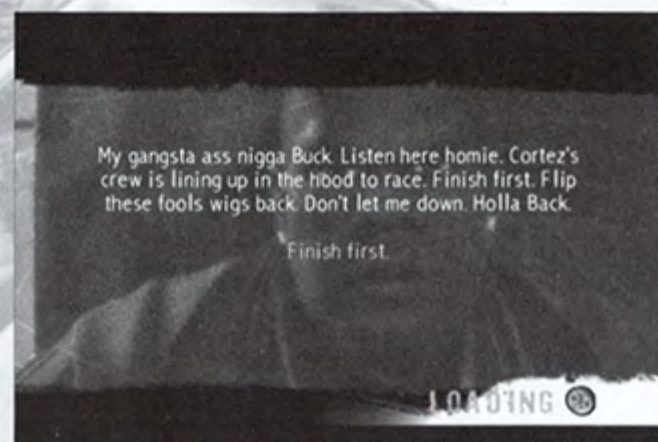 My gangsta ass nigga Buck. Listen here homie. Cortez's
crew is lining up in the hood to race. Finish first. Flip
these fools wigs back. Don't let me down. Holla Back.
Finish first.
LOADING